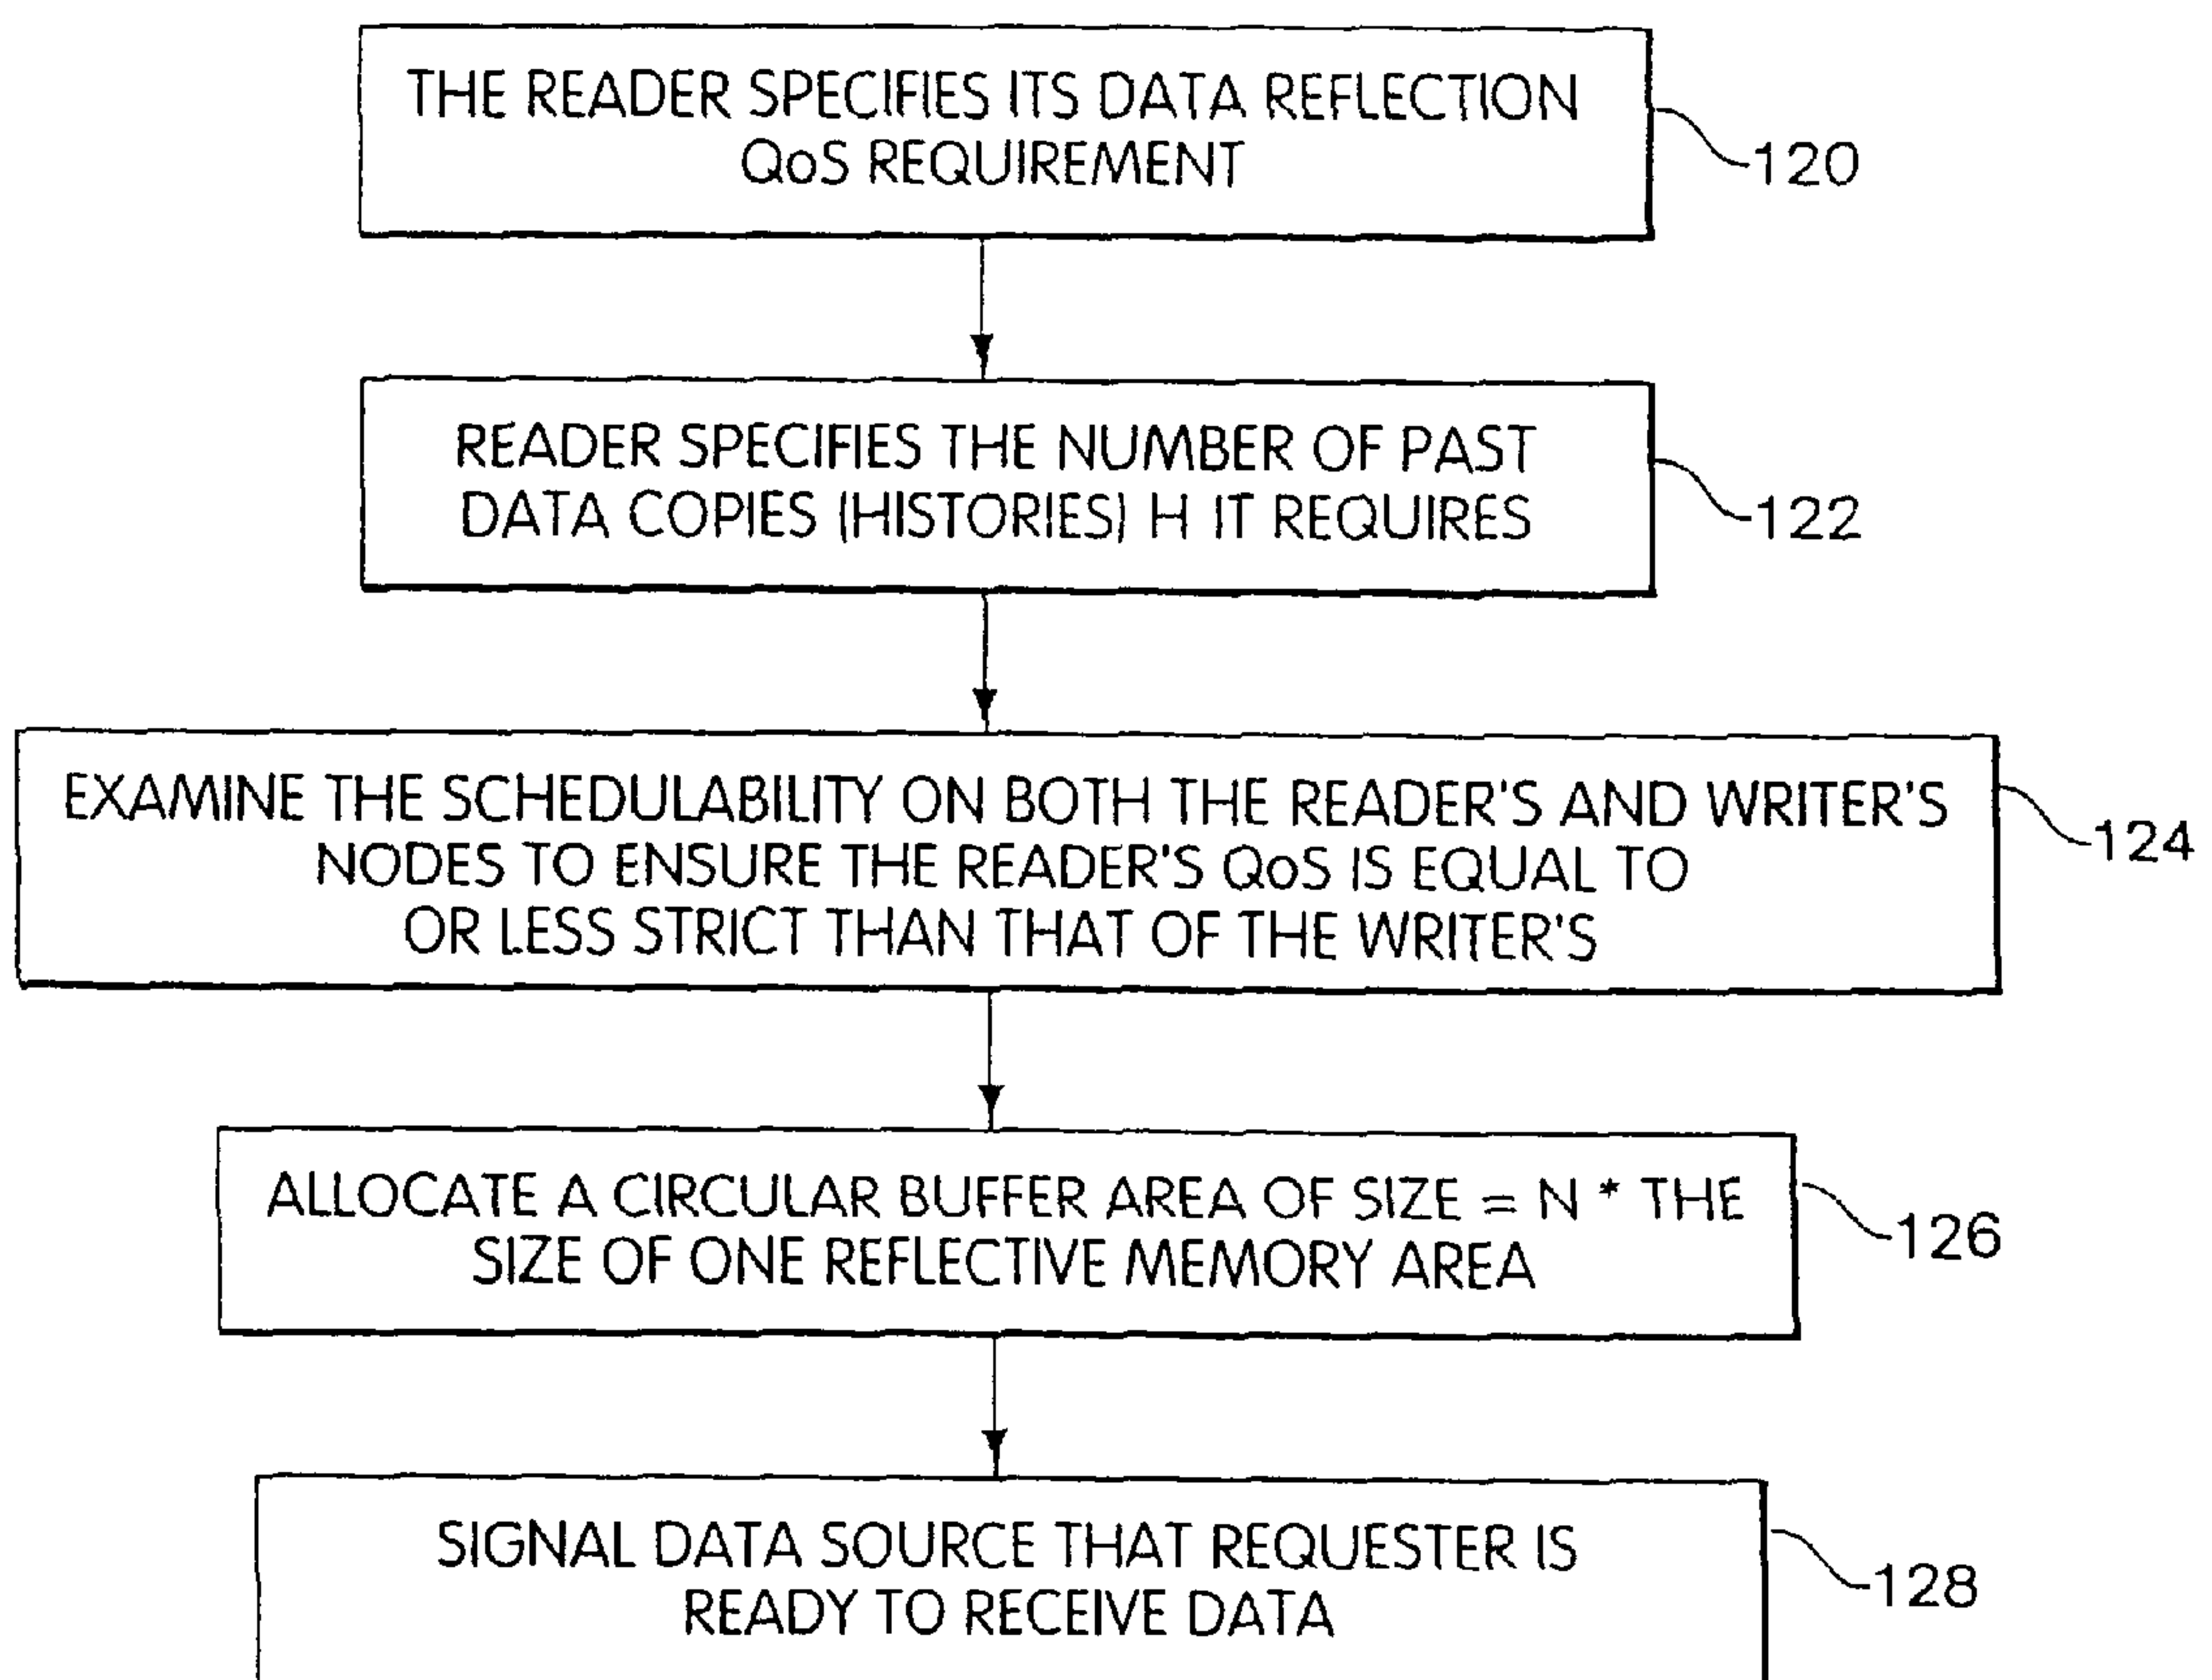 THE READER SPECIFIES ITS DATA REFLECTION
QoS REQUIREMENT
120
READER SPECIFIES THE NUMBER OF PAST
DATA COPIES (HISTORIES) H IT REQUIRES
122
EXAMINE THE SCHEDULABILITY ON BOTH THE READER'S AND WRITER'S
NODES TO ENSURE THE READER'S QoS IS EQUAL TO
OR LESS STRICT THAN THAT OF THE WRITER'S
124
ALLOCATE A CIRCULAR BUFFER AREA OF SIZE = N * THE
SIZE OF ONE REFLECTIVE MEMORY AREA
126
SIGNAL DATA SOURCE THAT REQUESTER IS
READY TO RECEIVE DATA
128